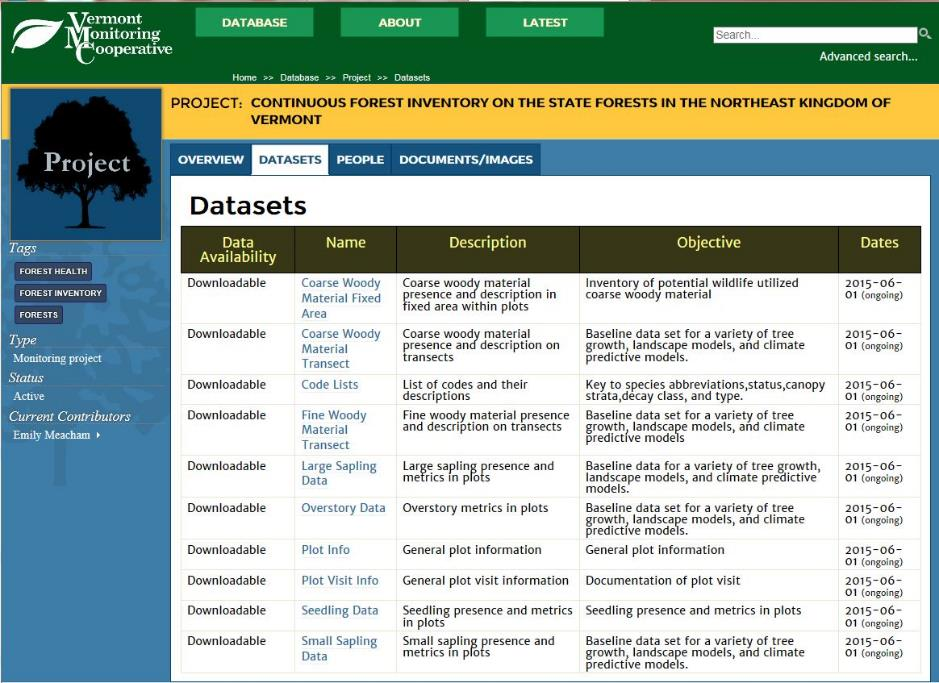 Vermont
Monitoring
Cooperative
DATABASE
ABOUT
LATEST
Search...
Advanced search...
Home >> Database >> Project >> Datasets
Project
PROJECT: CONTINUOUS FOREST INVENTORY ON THE STATE FORESTS IN THE NORTHEAST KINGDOM OF
VERMONT
OVERVIEW DATASETS PEOPLE DOCUMENTS/IMAGES
Tags
FOREST HEALTH
FOREST INVENTORY
FORESTS
Type
Monitoring project
Status
Active
Current Contributors
Emily Meacham
Datasets
Data
Availability
Name
Description
Objective
Dates
Downloadable
Coarse Woody
Material Fixed
Area
Coarse woody material
presence and description in
fixed area within plots
Inventory of potential wildlife utilized
coarse woody material
2015-06-
01 (ongoing)
Downloadable
Coarse Woody
Material
Transect
Coarse woody material
presence and description on
transects
Baseline data set for a variety of tree
growth, landscape models, and climate
predictive models.
2015-06-
01 (ongoing)
Downloadable
Code Lists
List of codes and their
descriptions
Key to species abbreviations,status,canopy
strata,decay class, and type.
2015-06-
01 (ongoing)
Downloadable
Fine Woody
Material
Transect
Fine woody material presence
and description on transects
Baseline data set for a variety of tree
growth, landscape models, and climate
predictive models
2015-06-
01 (ongoing)
Downloadable
Large Sapling
Data
Large sapling presence and
metrics in plots
Baseline data for a variety of tree growth,
landscape models, and climate predictive
models.
2015-06-
01 (ongoing)
Downloadable
Overstory Data
Overstory metrics in plots
Baseline data set for a variety of tree
growth, landscape models, and climate
predictive models.
2015-06-
01 (ongoing)
Downloadable
Plot Info
General plot information
General plot information
2015-06-
01 (ongoing)
Downloadable
Plot Visit Info
General plot visit information
Documentation of plot visit
2015-06-
01 (ongoing)
Downloadable
Seedling Data
Seedling presence and metrics
in plots
Seedling presence and metrics in plots
2015-06-
01 (ongoing)
Downloadable
Small Sapling
Data
Small sapling presence and
metrics in plots
Baseline data set for a variety of tree
growth, landscape models, and climate
predictive models.
2015-06-
01 (ongoing)